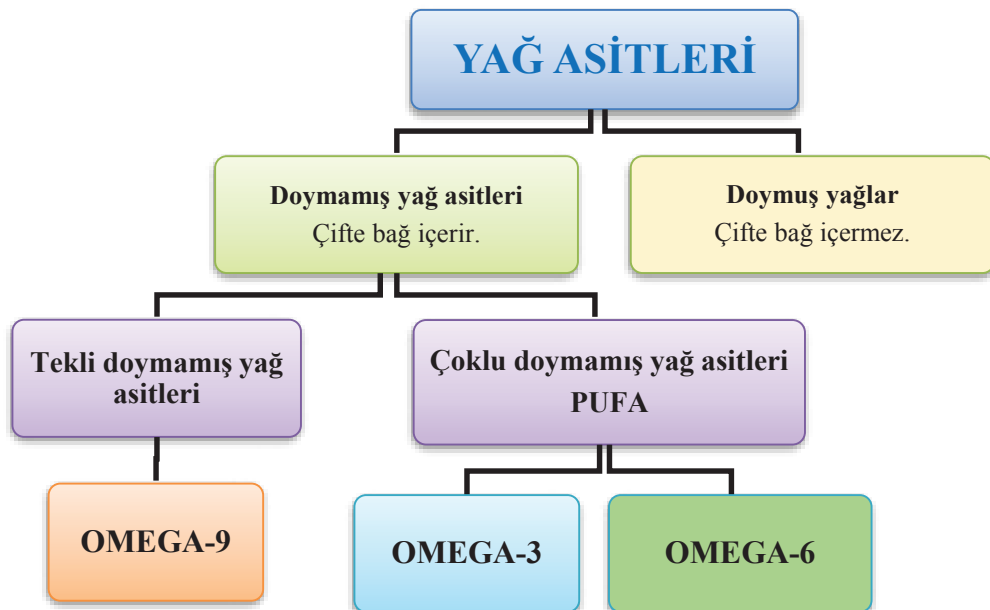 YAĞ ASİTLERİ
Doymamış yağ asitleri
Çifte bağ içerir.
Doymuş yağlar
Çifte bağ içermez.
Tekli doymamış yağ
asitleri
Çoklu doymamış yağ asitleri
PUFA
OMEGA-9
OMEGA-3
OMEGA-6